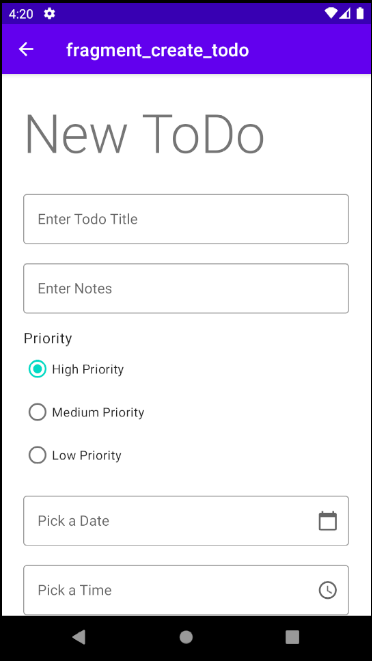 4:20
fragment_create_todo
New ToDo
Enter Todo Title
Enter Notes
Priority
High Priority
Medium Priority
Low Priority
Pick a Date
Pick a Time